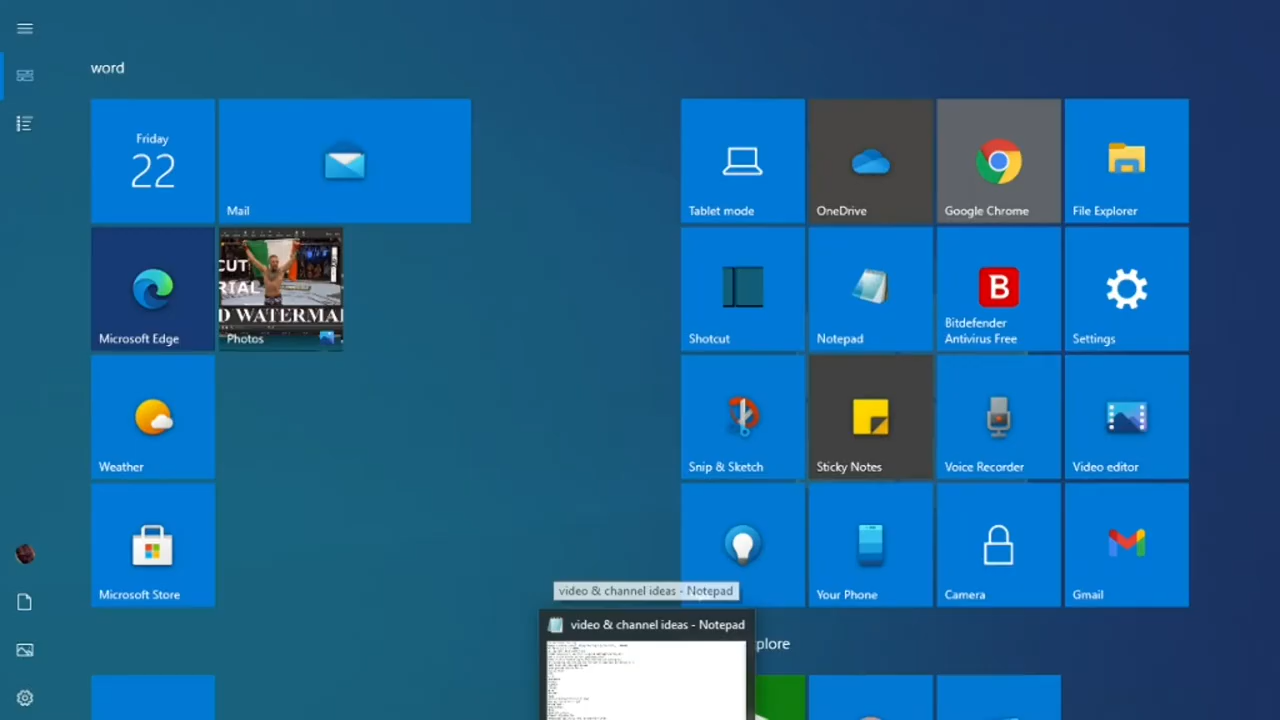 word
Friday
22
Mail
Tablet mode
OneDrive
Google Chrome
File Explorer
Microsoft Edge
CUT
RIAL
D WATERMA
Photos
Shotcut
Notepad
Bitdefender
Antivirus Free
Settings
Weather
Snip & Sketch
Sticky Notes
Voice Recorder
Video editor
Microsoft Store
Your Phone
Camera
Gmail
video & channel ideas - Notepad
video & channel ideas - Notepad
plore